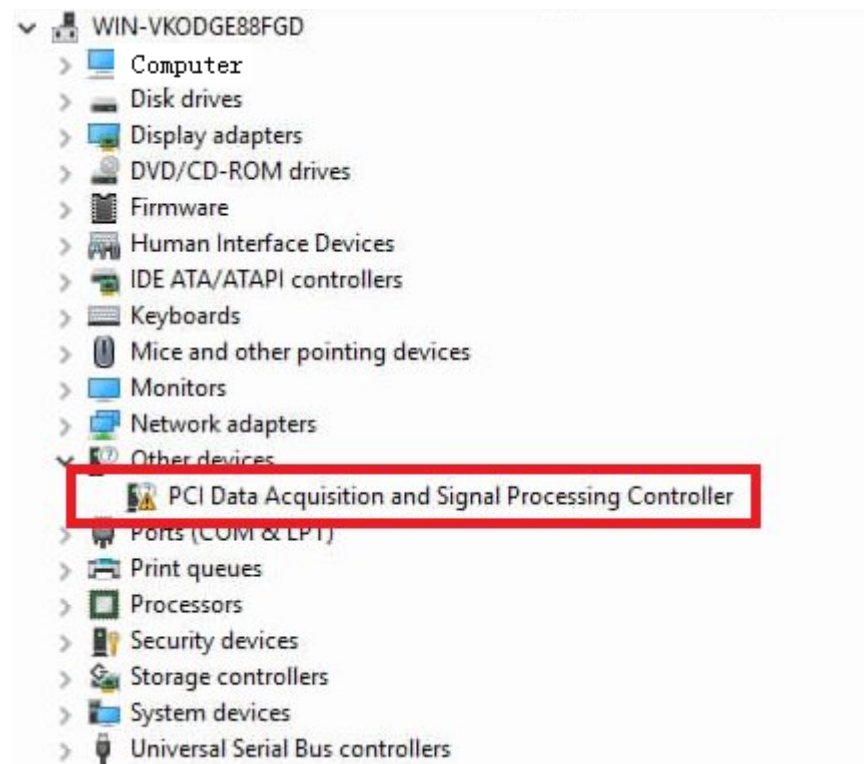 WIN-VKODGE88FGD
Computer
Disk drives
Display adapters
DVD/CD-ROM drives
Firmware
Human Interface Devices
IDE ATA/ATAPI controllers
Keyboards
Mice and other pointing devices
Monitors
Network adapters
Other devices
PCI Data Acquisition and Signal Processing Controller
Ports (COM & LPT)
Print queues
Processors
Security devices
Storage controllers
System devices
Universal Serial Bus controllers